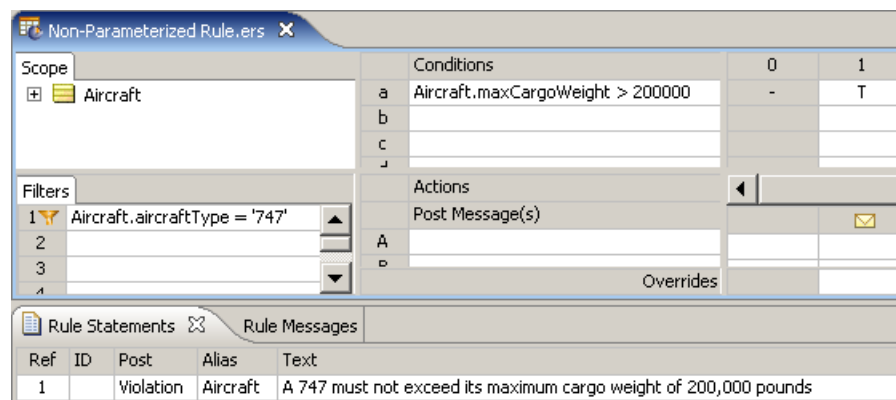 Non-Parameterized Rule.ers
Scope
Aircraft
Conditions 0 1
a Aircraft.maxCargoWeight > 200000 - T
b
c
Filters
1 Aircraft.aircraftType = '747'
2
3
4
Actions
Post Message(s)
A
B
Overrides
Rule Statements Rule Messages
Ref ID Post Alias Text
1 Violation Aircraft A 747 must not exceed its maximum cargo weight of 200,000 pounds